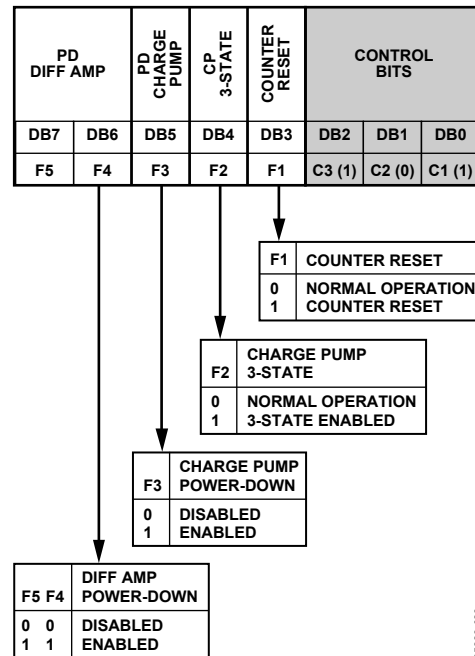 PD
DIFF AMP
PD
CHARGE
PUMP
CP
3-STATE
COUNTER
RESET
CONTROL
BITS
DB7 DB6 DB5 DB4 DB3 DB2 DB1 DB0
F5 F4 F3 F2 F1 C3 (1) C2 (0) C1 (1)
F1 COUNTER RESET
0 NORMAL OPERATION
1 COUNTER RESET
CHARGE PUMP
F2 3-STATE
0 NORMAL OPERATION
1 3-STATE ENABLED
CHARGE PUMP
F3 POWER-DOWN
0 DISABLED
1 ENABLED
DIFF AMP
F5 F4 POWER-DOWN
0 0 DISABLED
1 1 ENABLED